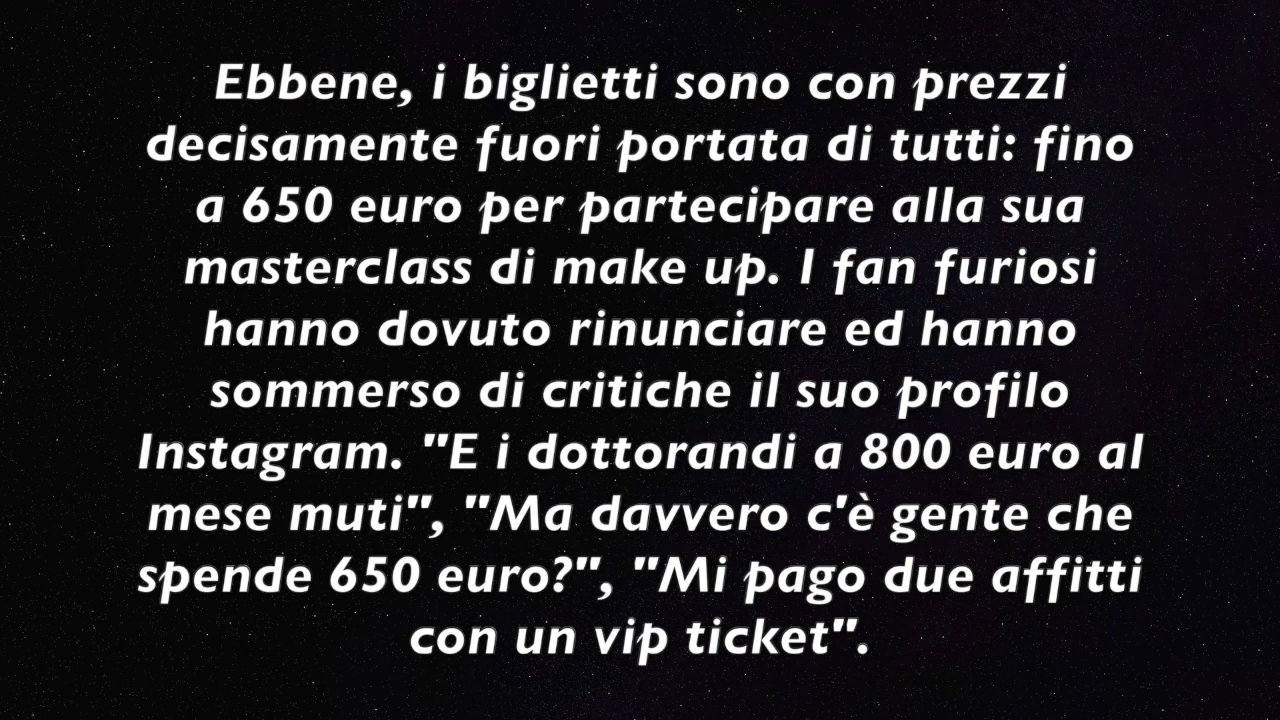 Ebbene, i biglietti sono con prezzi
decisamente fuori portata di tutti: fino
a 650 euro per partecipare alla sua
masterclass di make up. I fan furiosi
hanno dovuto rinunciare ed hanno
sommerso di critiche il suo profilo
Instagram. "E i dottorandi a 800 euro al
mese muti", "Ma davvero c'è gente che
spende 650 euro?", "Mi pago due affitti
con un vip ticket".